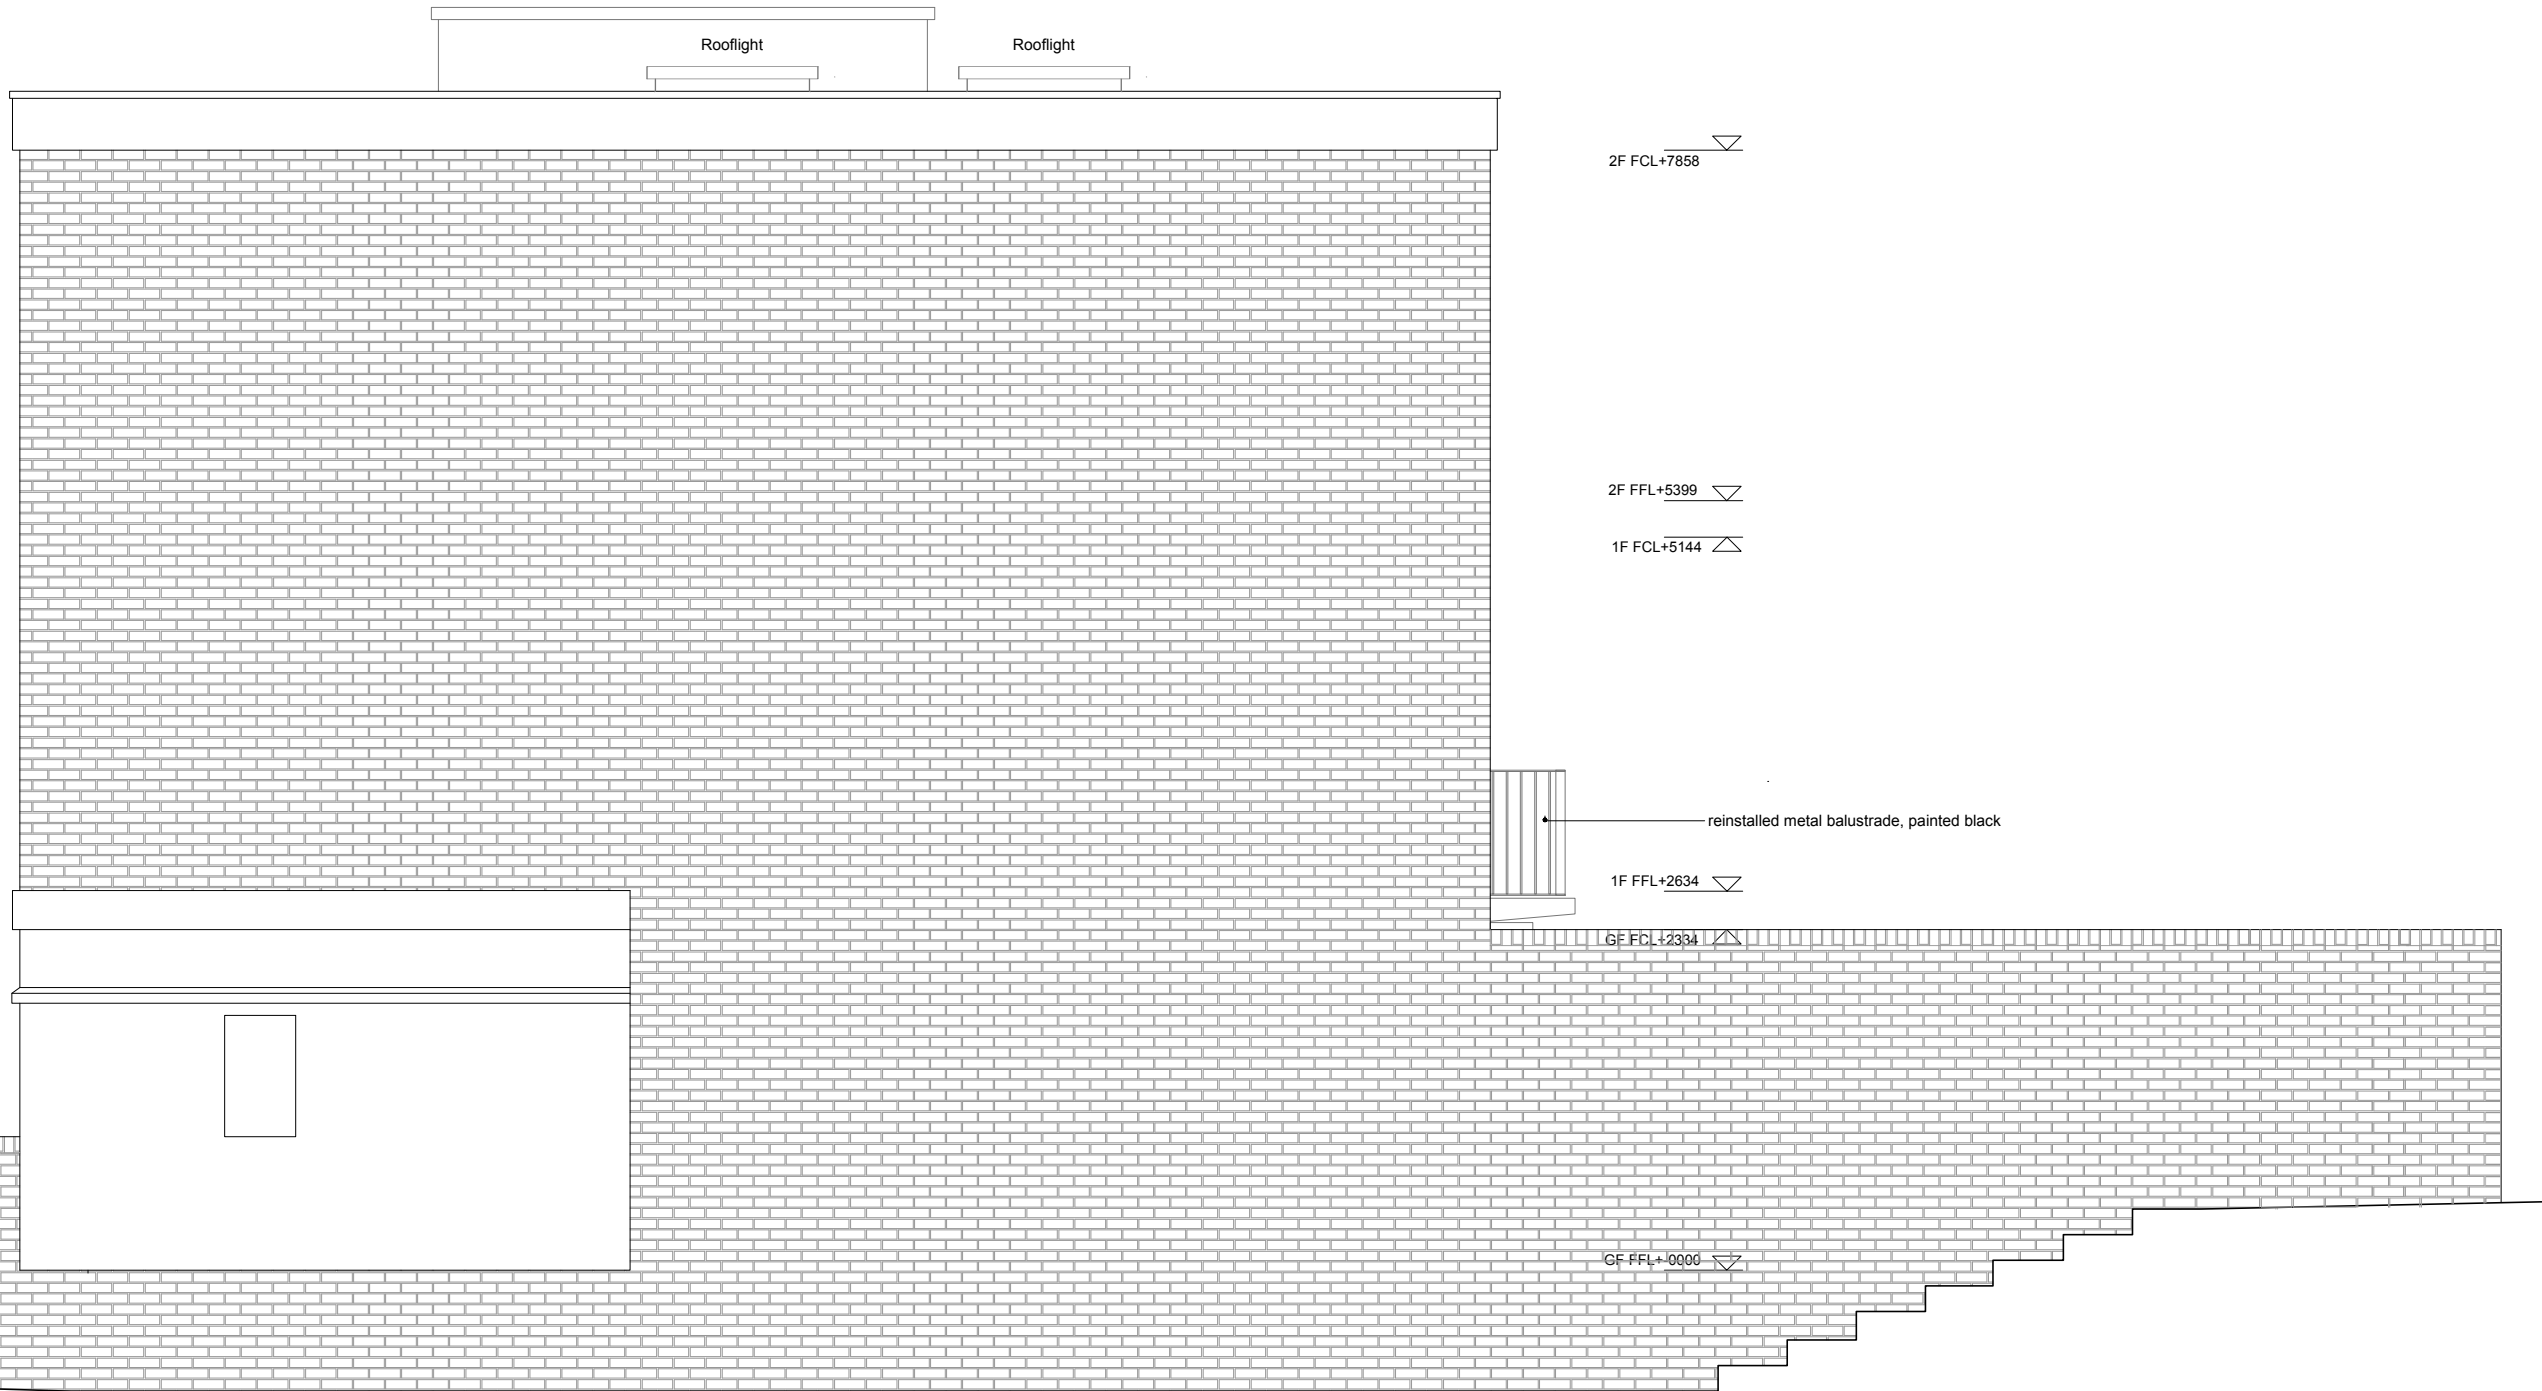 Rooflight
Rooflight
2F FCL+7858
2F FFL+5399
1F FCL+5144
reinstalled metal balustrade, painted black
1F FFL+2634
GF FCL+2334
GF FFL+ 0000